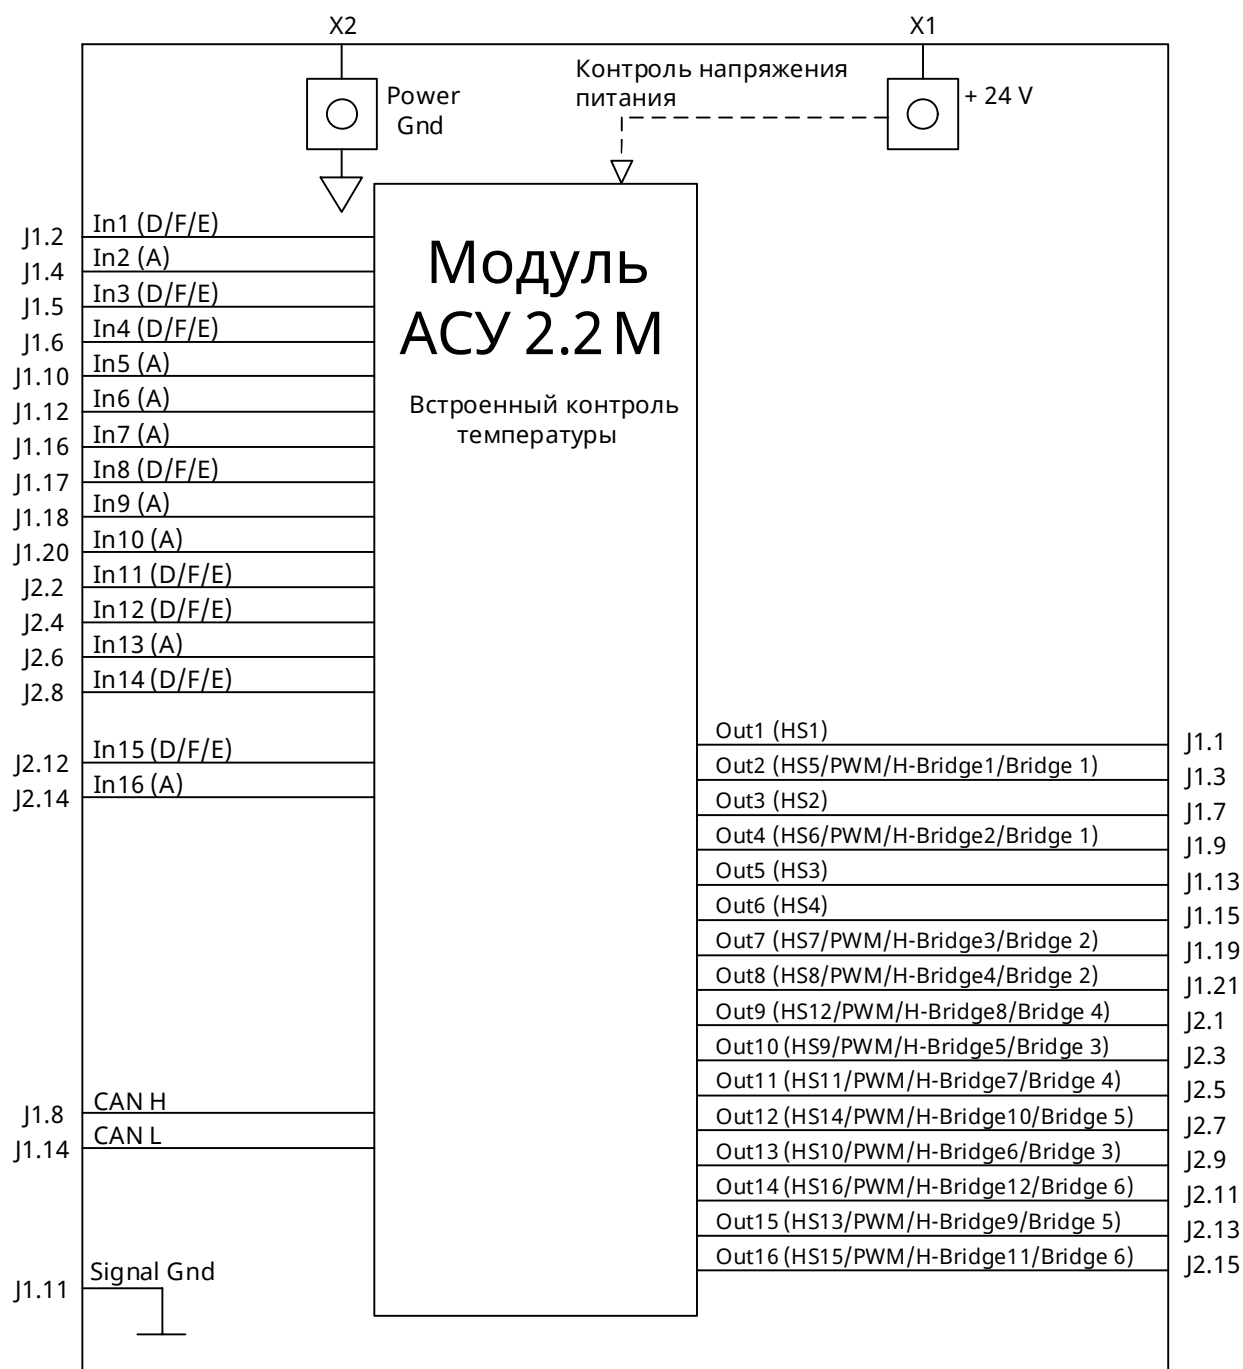 X2
X1
Контроль напряжения
питания
Power
Gnd
+ 24 V
Модуль
АСУ 2.2 М
Встроенный контроль
температуры
In1 (D/F/E)
J1.2
In2 (A)
J1.4
In3 (D/F/E)
J1.5
In4 (D/F/E)
J1.6
In5 (A)
J1.10
In6 (A)
J1.12
In7 (A)
J1.16
In8 (D/F/E)
J1.17
In9 (A)
J1.18
In10 (A)
J1.20
In11 (D/F/E)
J2.2
In12 (D/F/E)
J2.4
In13 (A)
J2.6
In14 (D/F/E)
J2.8
In15 (D/F/E)
J2.12
In16 (A)
J2.14
CAN H
J1.8
CAN L
J1.14
Signal Gnd
J1.11
Out1 (HS1)
J1.1
Out2 (HS5/PWM/H-Bridge1/Bridge 1)
J1.3
Out3 (HS2)
J1.7
Out4 (HS6/PWM/H-Bridge2/Bridge 1)
J1.9
Out5 (HS3)
J1.13
Out6 (HS4)
J1.15
Out7 (HS7/PWM/H-Bridge3/Bridge 2)
J1.19
Out8 (HS8/PWM/H-Bridge4/Bridge 2)
J1.21
Out9 (HS12/PWM/H-Bridge8/Bridge 4)
J2.1
Out10 (HS9/PWM/H-Bridge5/Bridge 3)
J2.3
Out11 (HS11/PWM/H-Bridge7/Bridge 4)
J2.5
Out12 (HS14/PWM/H-Bridge10/Bridge 5)
J2.7
Out13 (HS10/PWM/H-Bridge6/Bridge 3)
J2.9
Out14 (HS16/PWM/H-Bridge12/Bridge 6)
J2.11
Out15 (HS13/PWM/H-Bridge9/Bridge 5)
J2.13
Out16 (HS15/PWM/H-Bridge11/Bridge 6)
J2.15